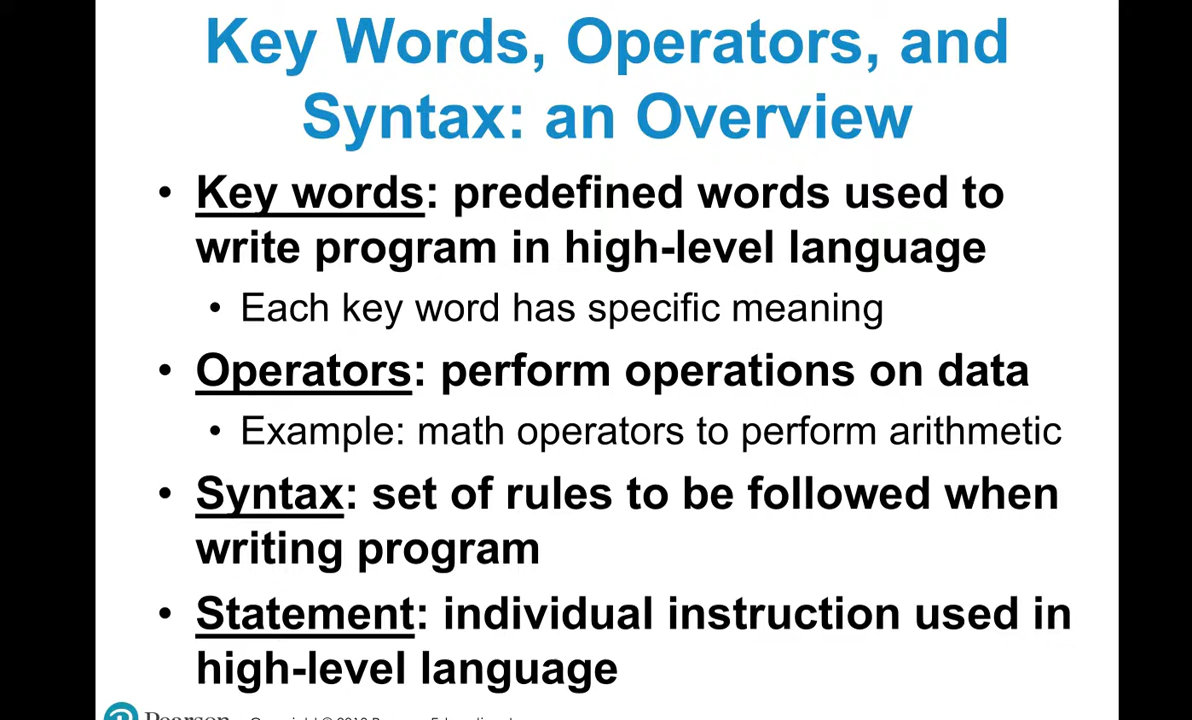 Key Words, Operators, and
Syntax: an Overview
• Key words: predefined words used to
write program in high-level language
• Each key word has specific meaning
• Operators: perform operations on data
• Example: math operators to perform arithmetic
• Syntax: set of rules to be followed when
writing program
• Statement: individual instruction used in
high-level language
Pearson